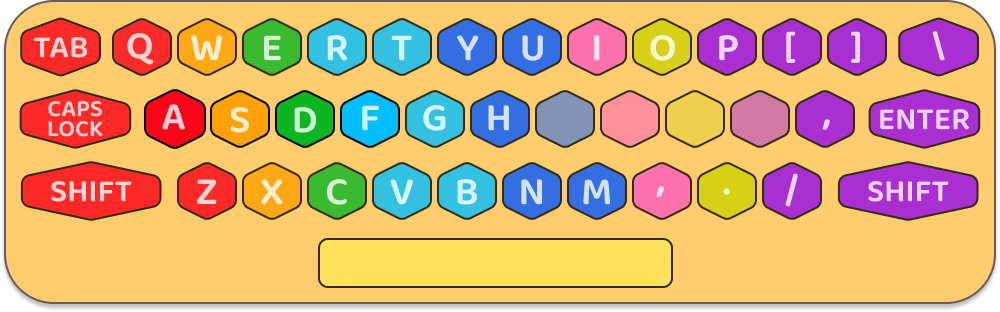 TAB Q W E R T Y U I O P [ ] \
CAPS LOCK A S D F G H , ENTER
SHIFT Z X C V B N M , . / SHIFT